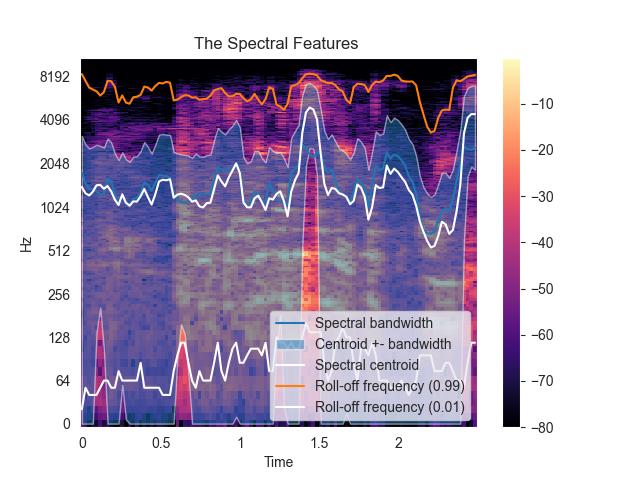 The Spectral Features
8192
4096
2048
1024
512
256
128
64
0
Hz
0
0.5
1
1.5
2
Time
Spectral bandwidth
Centroid +- bandwidth
Spectral centroid
Roll-off frequency (0.99)
Roll-off frequency (0.01)
−10
−20
−30
−40
−50
−60
−70
−80